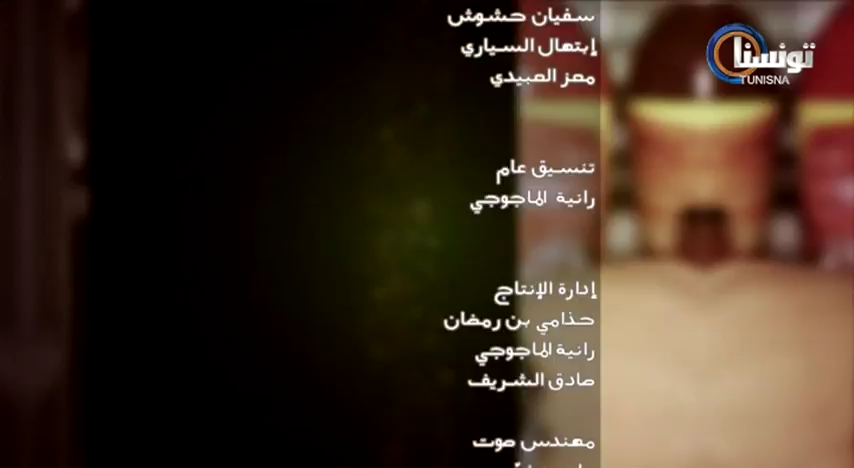 سفيان حشوش
إبتهال السياري
معز العبيدي
تونسنا
TUNISNA
تنسيق عام
رانية الماجوجي
إدارة الإنتاج
حذامي بن رمضان
رانية الماجوجي
صادق الشريف
مهندس صوت